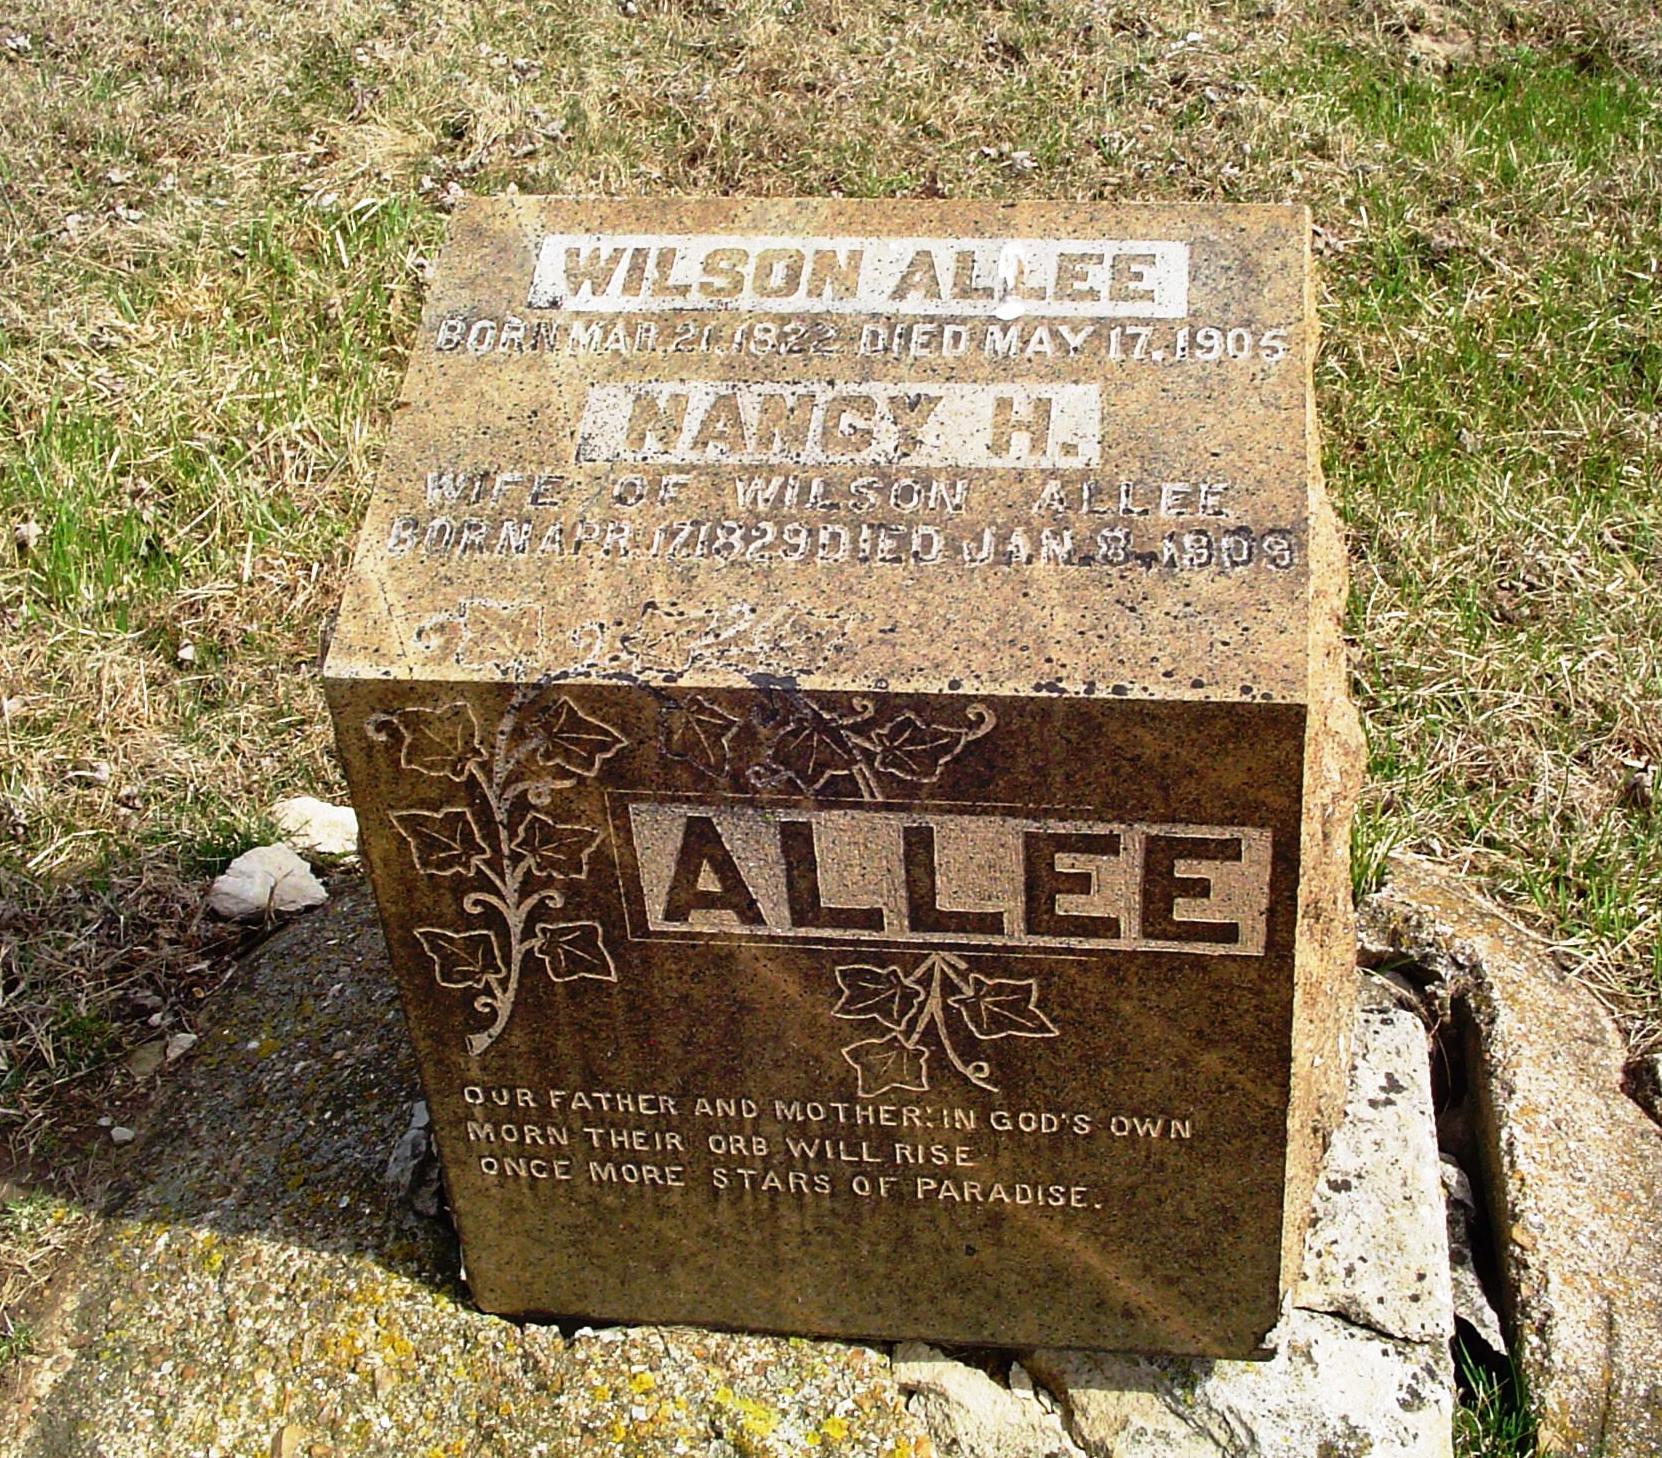 WILSON ALLEE
BORN MAR. 21. 1822 DIED MAY 17. 1905
NANCY H.
WIFE OF WILSON ALLEE
BORN APR. 17. 1829 DIED JAN. 8. 1909
ALLEE
OUR FATHER AND MOTHER: IN GOD'S OWN
MORN THEIR ORB WILL RISE
ONCE MORE STARS OF PARADISE.